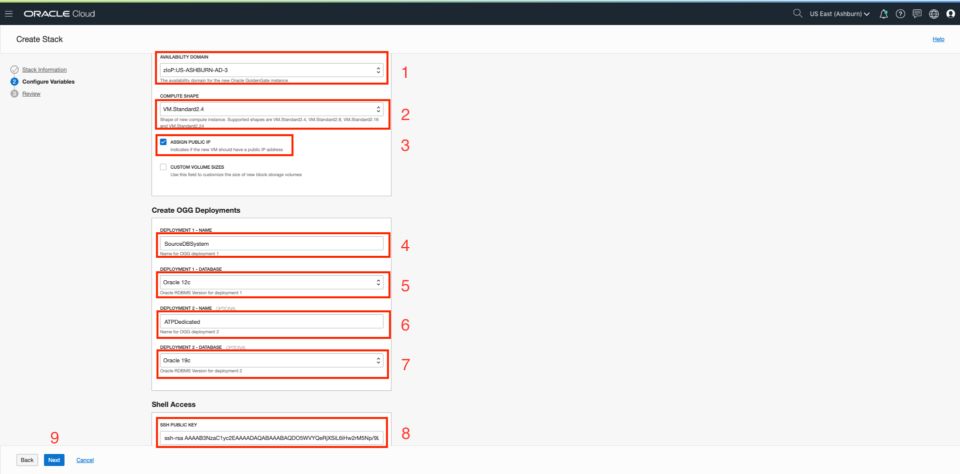 ORACLE Cloud
US East (Ashburn)
Create Stack
Help
Stack Information
2 Configure Variables
3 Review
AVAILABILITY DOMAIN
zIoP:US-ASHBURN-AD-3
The availability domain for the new Oracle GoldenGate instance
1
COMPUTE SHAPE
VM.Standard2.4
Shape of new compute instance. Supported shapes are VM.Standard2.4, VM.Standard2.8, VM.Standard2.16
and VM.Standard2.24
2
ASSIGN PUBLIC IP
Indicates if the new VM should have a public IP address.
3
CUSTOM VOLUME SIZES
Use this field to customize the size of new block storage volumes
Create OGG Deployments
DEPLOYMENT 1 - NAME
SourceDBSystem
Name for OGG deployment 1
4
DEPLOYMENT 1 - DATABASE
Oracle 12c
Oracle RDBMS Version for deployment 1
5
DEPLOYMENT 2 - NAME OPTIONAL
ATPDedicated
Name for OGG deployment 2
6
DEPLOYMENT 2 - DATABASE OPTIONAL
Oracle 19c
Oracle RDBMS Version for deployment 2
7
Shell Access
SSH PUBLIC KEY
ssh-rsa
8
9
Back
Next
Cancel